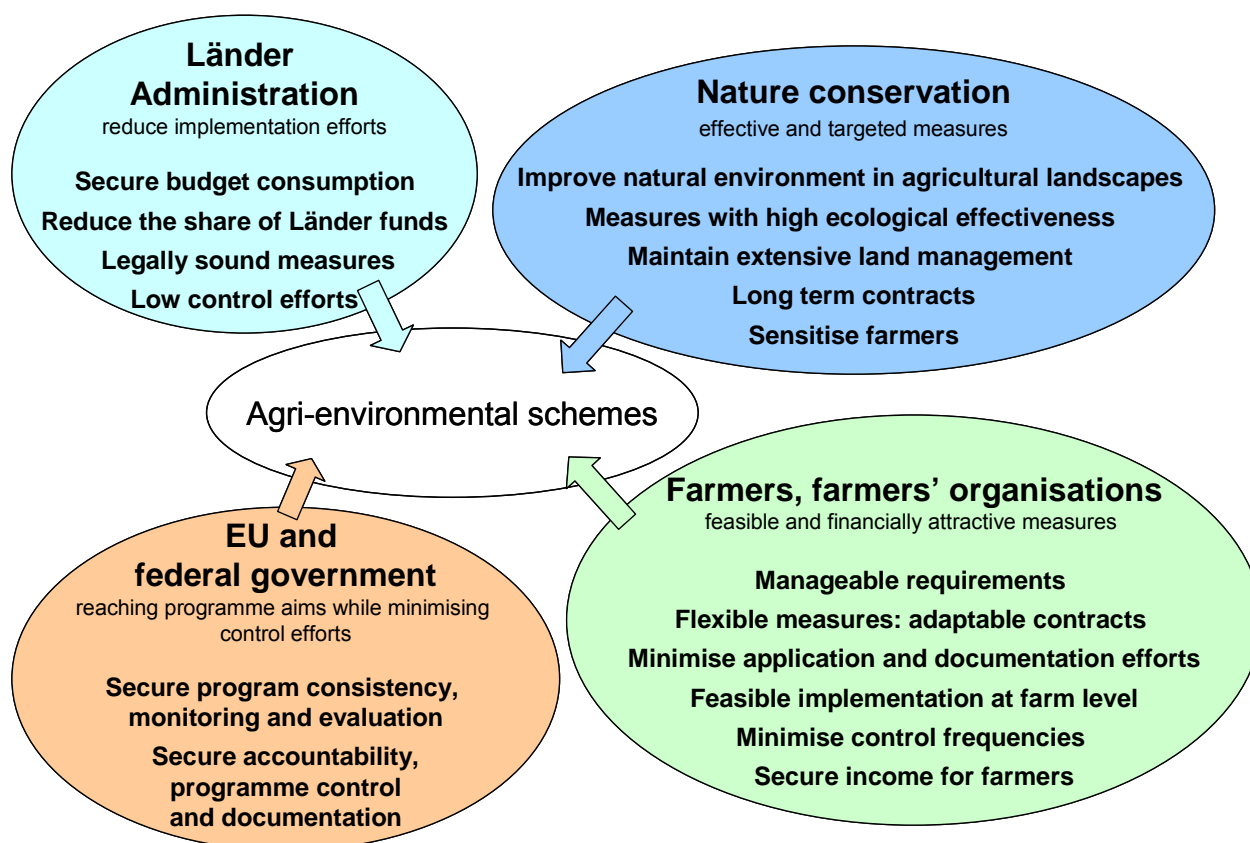 Länder
Administration
reduce implementation efforts
Secure budget consumption
Reduce the share of Länder funds
Legally sound measures
Low control efforts
Nature conservation
effective and targeted measures
Improve natural environment in agricultural landscapes
Measures with high ecological effectiveness
Maintain extensive land management
Long term contracts
Sensitise farmers
Agri-environmental schemes
EU and
federal government
reaching programme aims while minimising
control efforts
Secure program consistency,
monitoring and evaluation
Secure accountability,
programme control
and documentation
Farmers, farmers’ organisations
feasible and financially attractive measures
Manageable requirements
Flexible measures: adaptable contracts
Minimise application and documentation efforts
Feasible implementation at farm level
Minimise control frequencies
Secure income for farmers